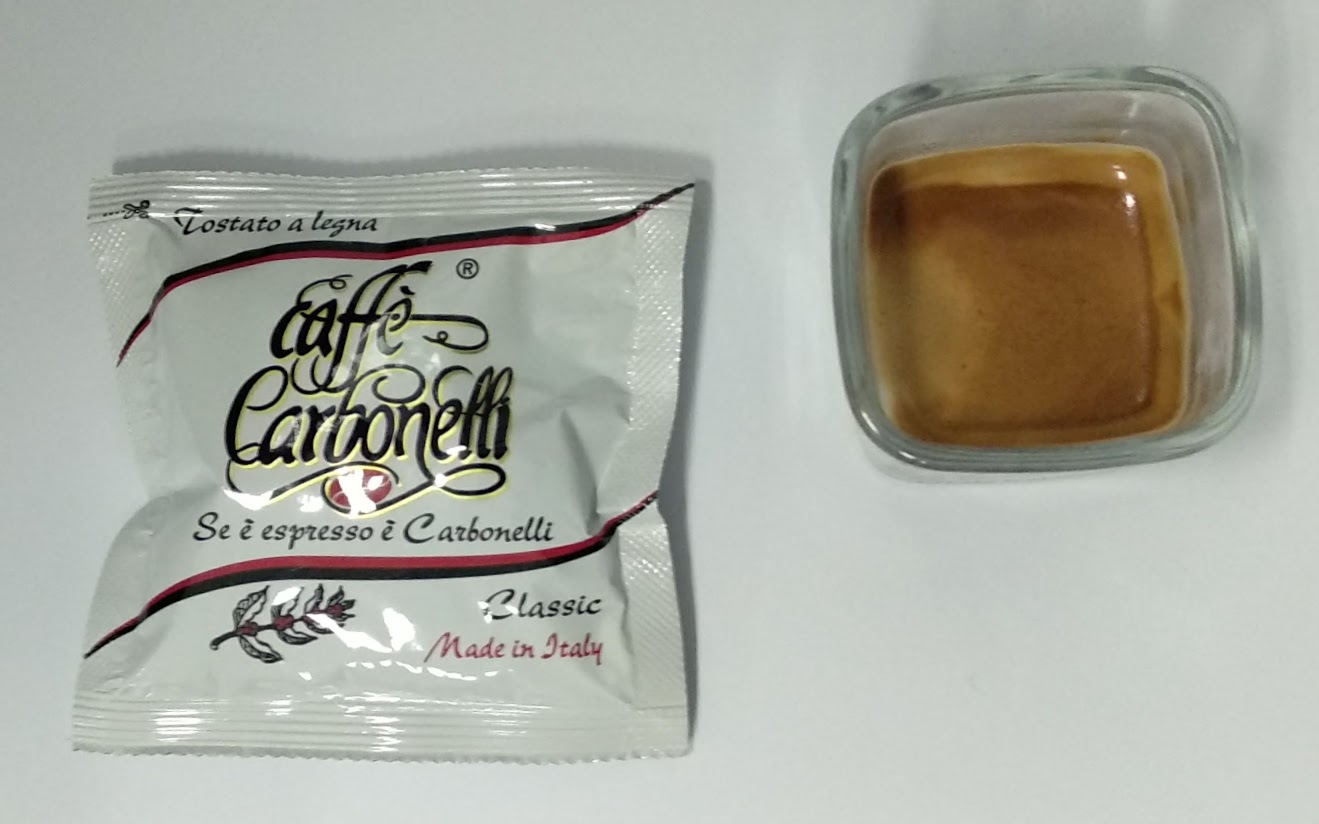 Tostato a legna
caffè ®
Carbonelli
Se è espresso è Carbonelli
Classic
Made in Italy